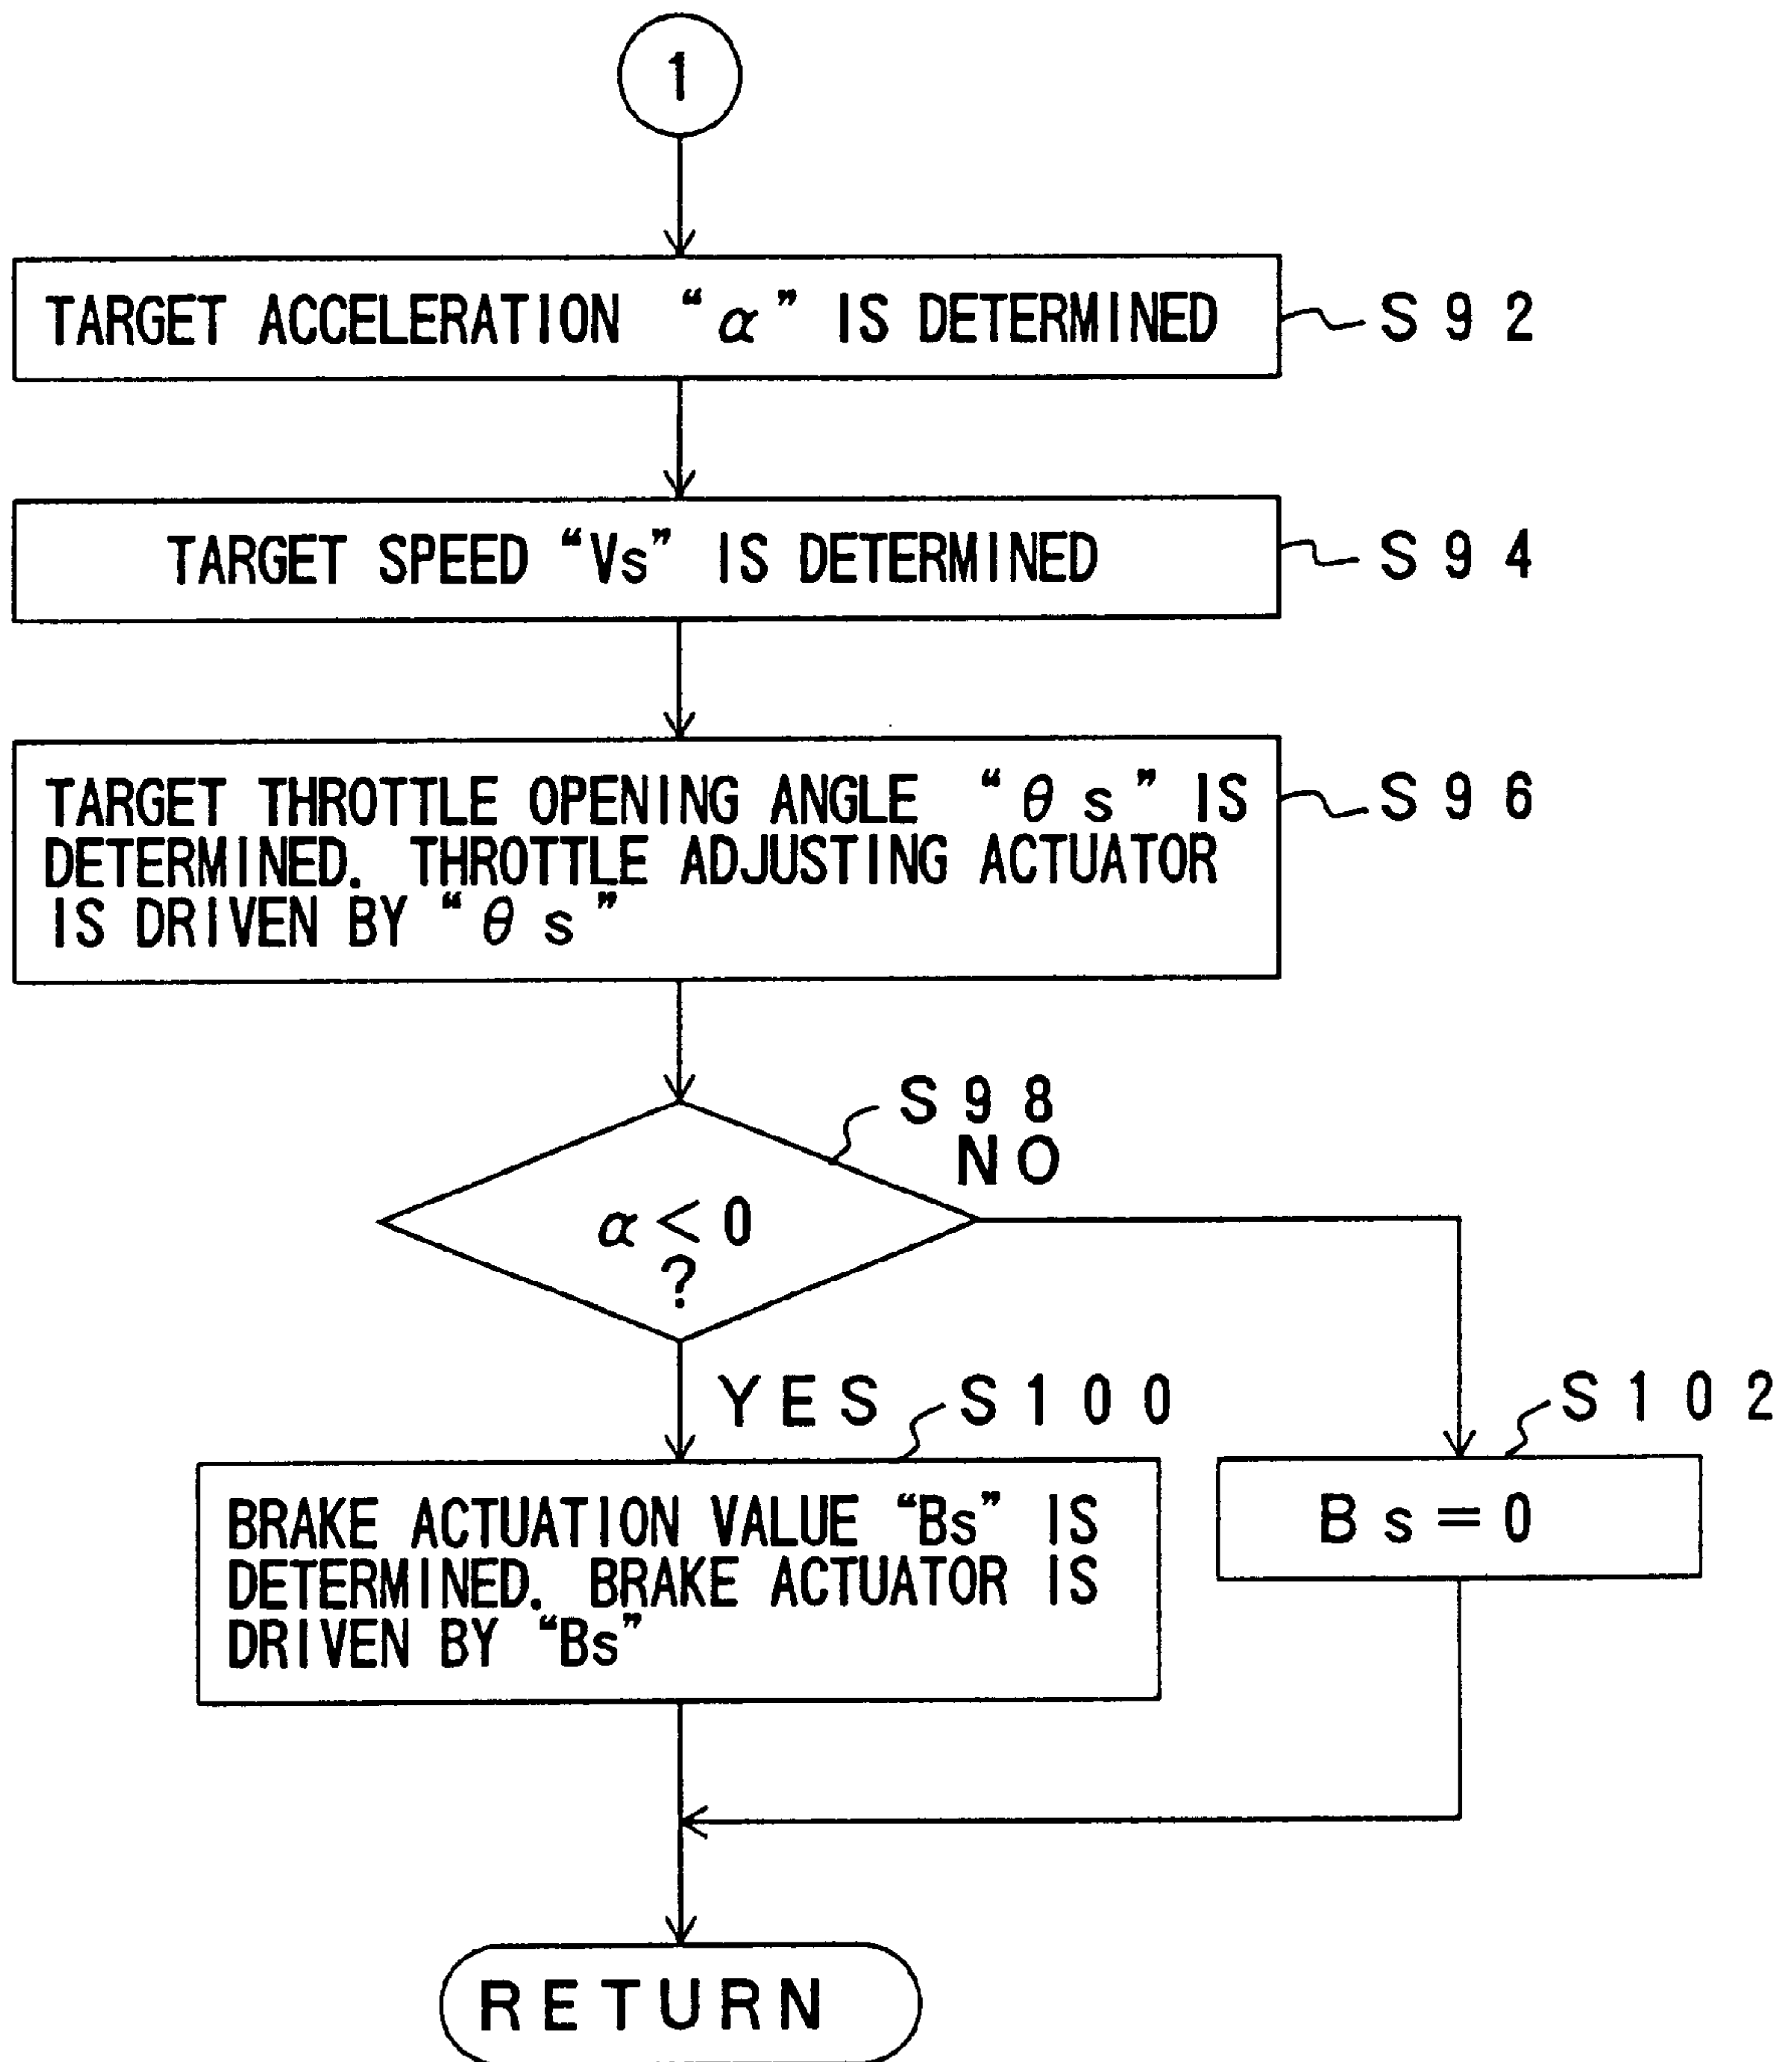 1
TARGET ACCELERATION “α” IS DETERMINED
S92
TARGET SPEED “Vs” IS DETERMINED
S94
TARGET THROTTLE OPENING ANGLE “θs” IS
DETERMINED. THROTTLE ADJUSTING ACTUATOR
IS DRIVEN BY “θs”
S96
S98
NO
α<0
?
YES
S100
S102
BRAKE ACTUATION VALUE “Bs” IS
DETERMINED. BRAKE ACTUATOR IS
DRIVEN BY “Bs”
Bs=0
RETURN